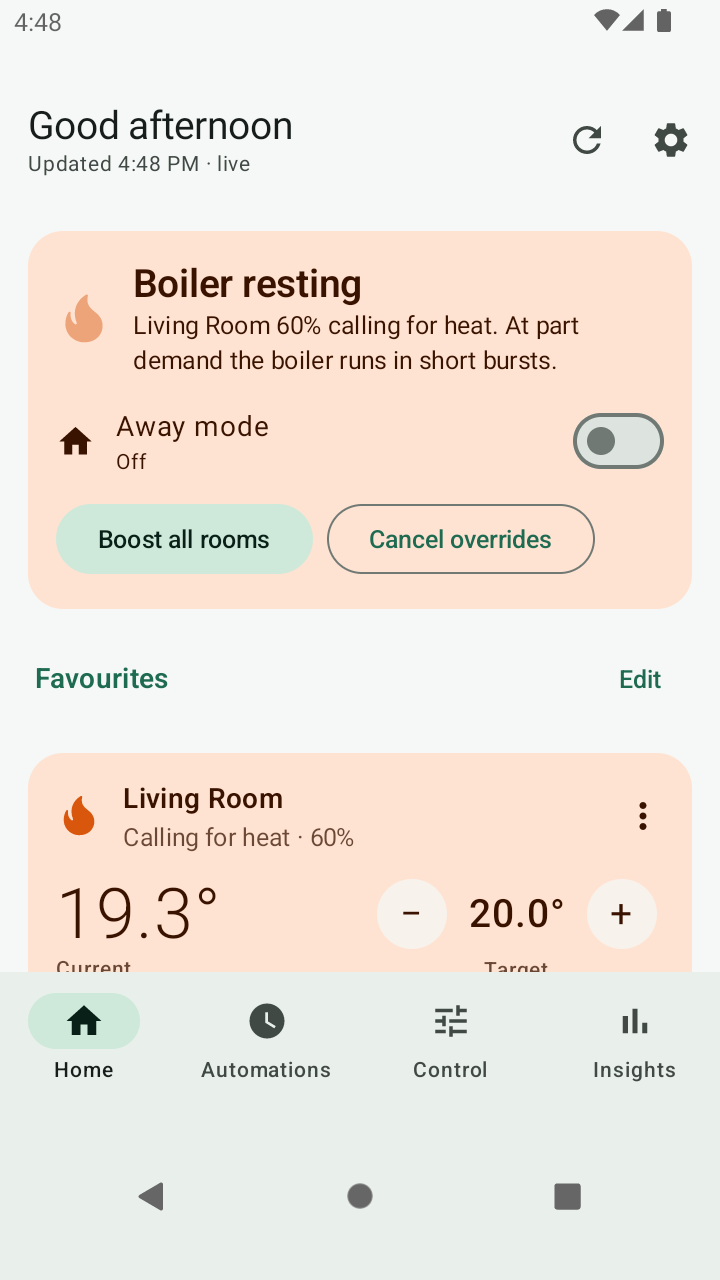 4:48
Good afternoon
Updated 4:48 PM · live
Boiler resting
Living Room 60% calling for heat. At part
demand the boiler runs in short bursts.
Away mode
Off
Boost all rooms
Cancel overrides
Favourites
Edit
Living Room
Calling for heat · 60%
19.3°
−
20.0°
+
Current
Target
Home
Automations
Control
Insights